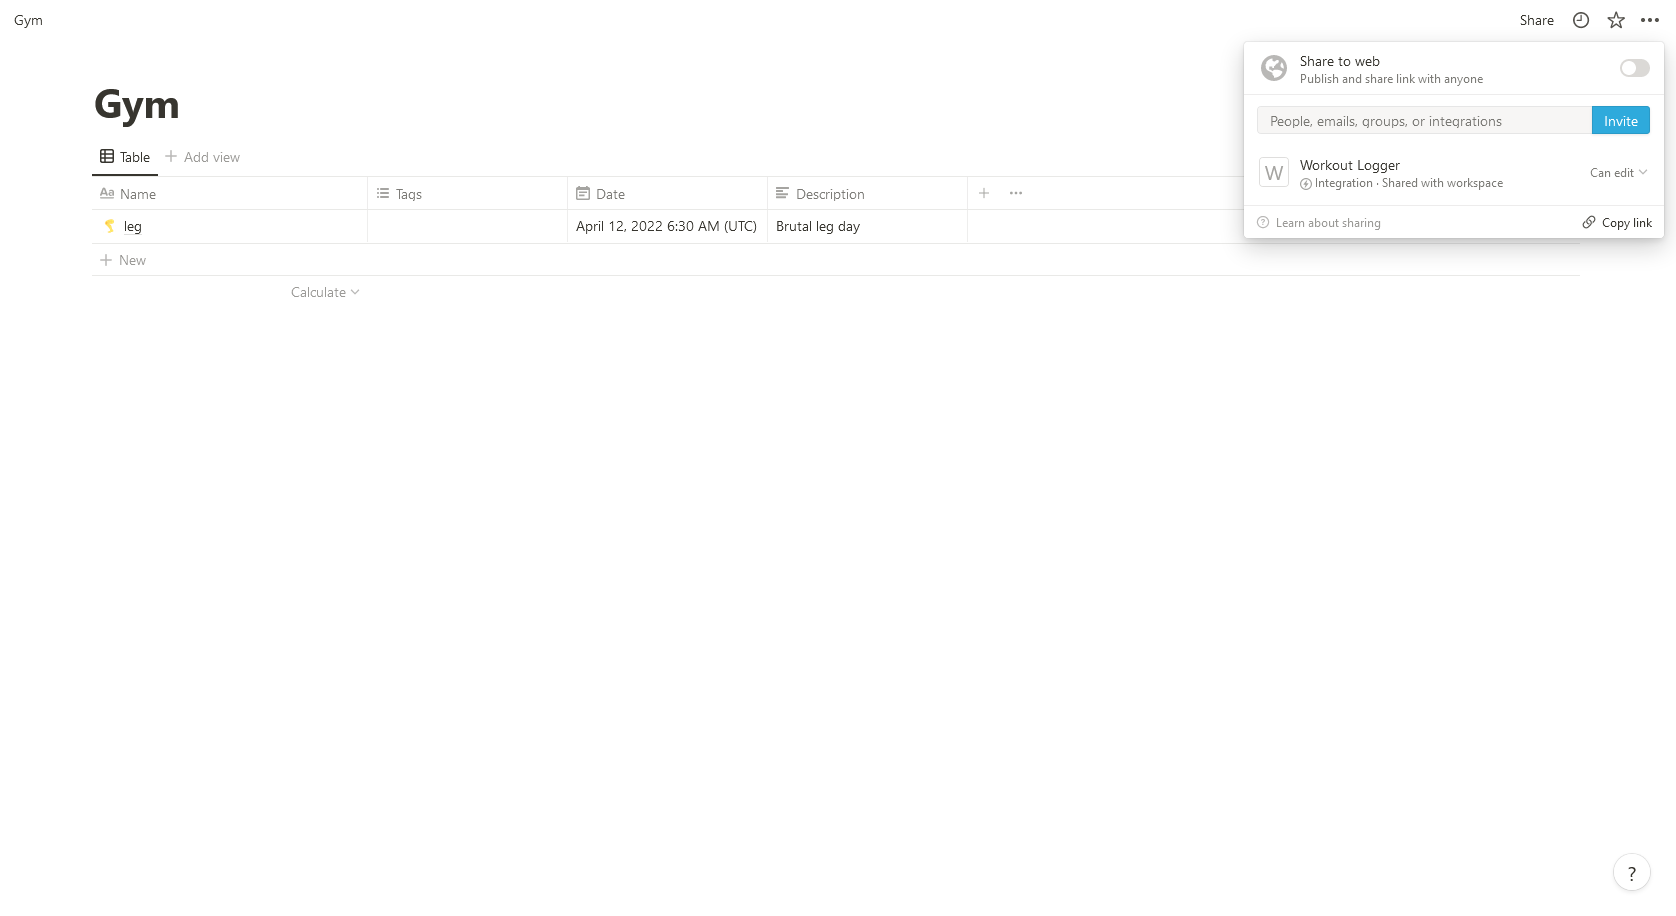 Gym
Share
Share to web
Publish and share link with anyone
People, emails, groups, or integrations
Invite
W
Workout Logger
Integration · Shared with workspace
Can edit
Learn about sharing
Copy link
Gym
Table
Add view
Aa Name
Tags
Date
Description
leg
April 12, 2022 6:30 AM (UTC)
Brutal leg day
New
Calculate
?